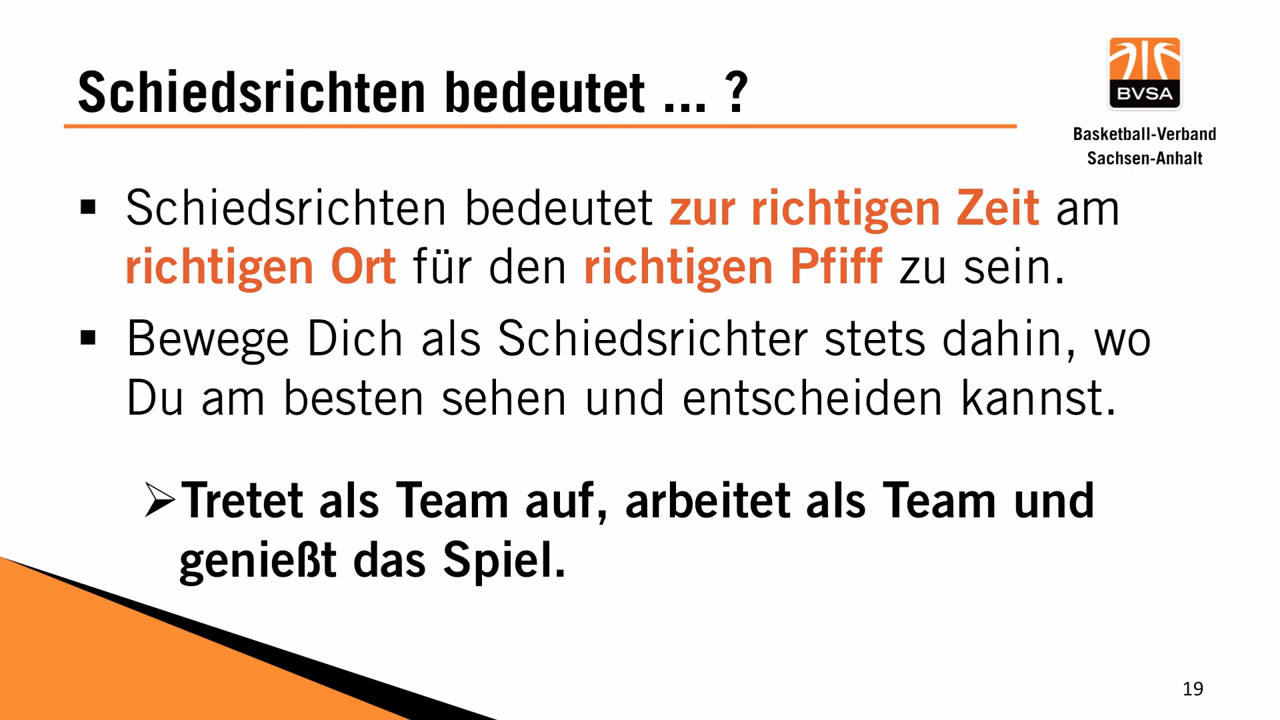 Schiedsrichten bedeutet ... ?
BVSA
Basketball-Verband
Sachsen-Anhalt
▪ Schiedsrichten bedeutet zur richtigen Zeit am
richtigen Ort für den richtigen Pfiff zu sein.
▪ Bewege Dich als Schiedsrichter stets dahin, wo
Du am besten sehen und entscheiden kannst.
➢Tretet als Team auf, arbeitet als Team und
genießt das Spiel.
19